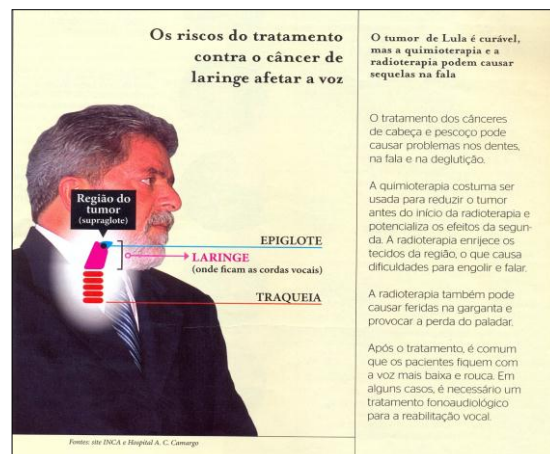 Os riscos do tratamento
contra o câncer de
laringe afetar a voz
Região do
tumor
(supraglote)
EPIGLOTE
LARINGE
(onde ficam as cordas vocais)
TRAQUEIA
Fontes: site INCA e Hospital A. C. Camargo
O tumor de Lula é curável,
mas a quimioterapia e a
radioterapia podem causar
sequelas na fala
O tratamento dos cânceres
de cabeça e pescoço pode
causar problemas nos dentes,
na fala e na deglutição.
A quimioterapia costuma ser
usada para reduzir o tumor
antes do início da radioterapia e
potencializa os efeitos da segun-
da. A radioterapia enrijece os
tecidos da região, o que causa
dificuldades para engolir e falar.
A radioterapia também pode
causar feridas na garganta e
provocar a perda do paladar.
Após o tratamento, é comum
que os pacientes fiquem com
a voz mais baixa e rouca. Em
alguns casos, é necessário um
tratamento fonoaudiológico
para a reabilitação vocal.